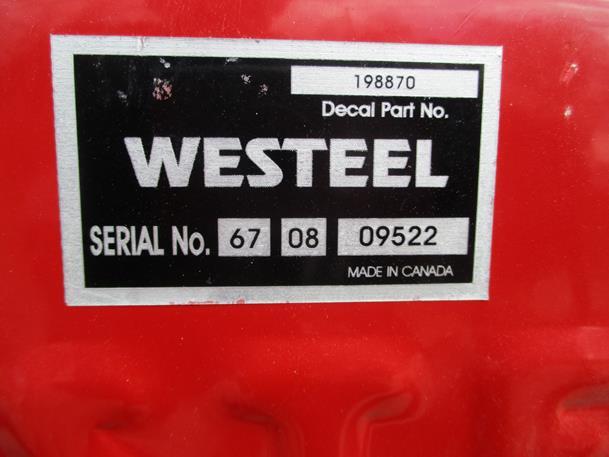 198870
Decal Part No.
WESTEEL
SERIAL No. 67 08 09522
MADE IN CANADA